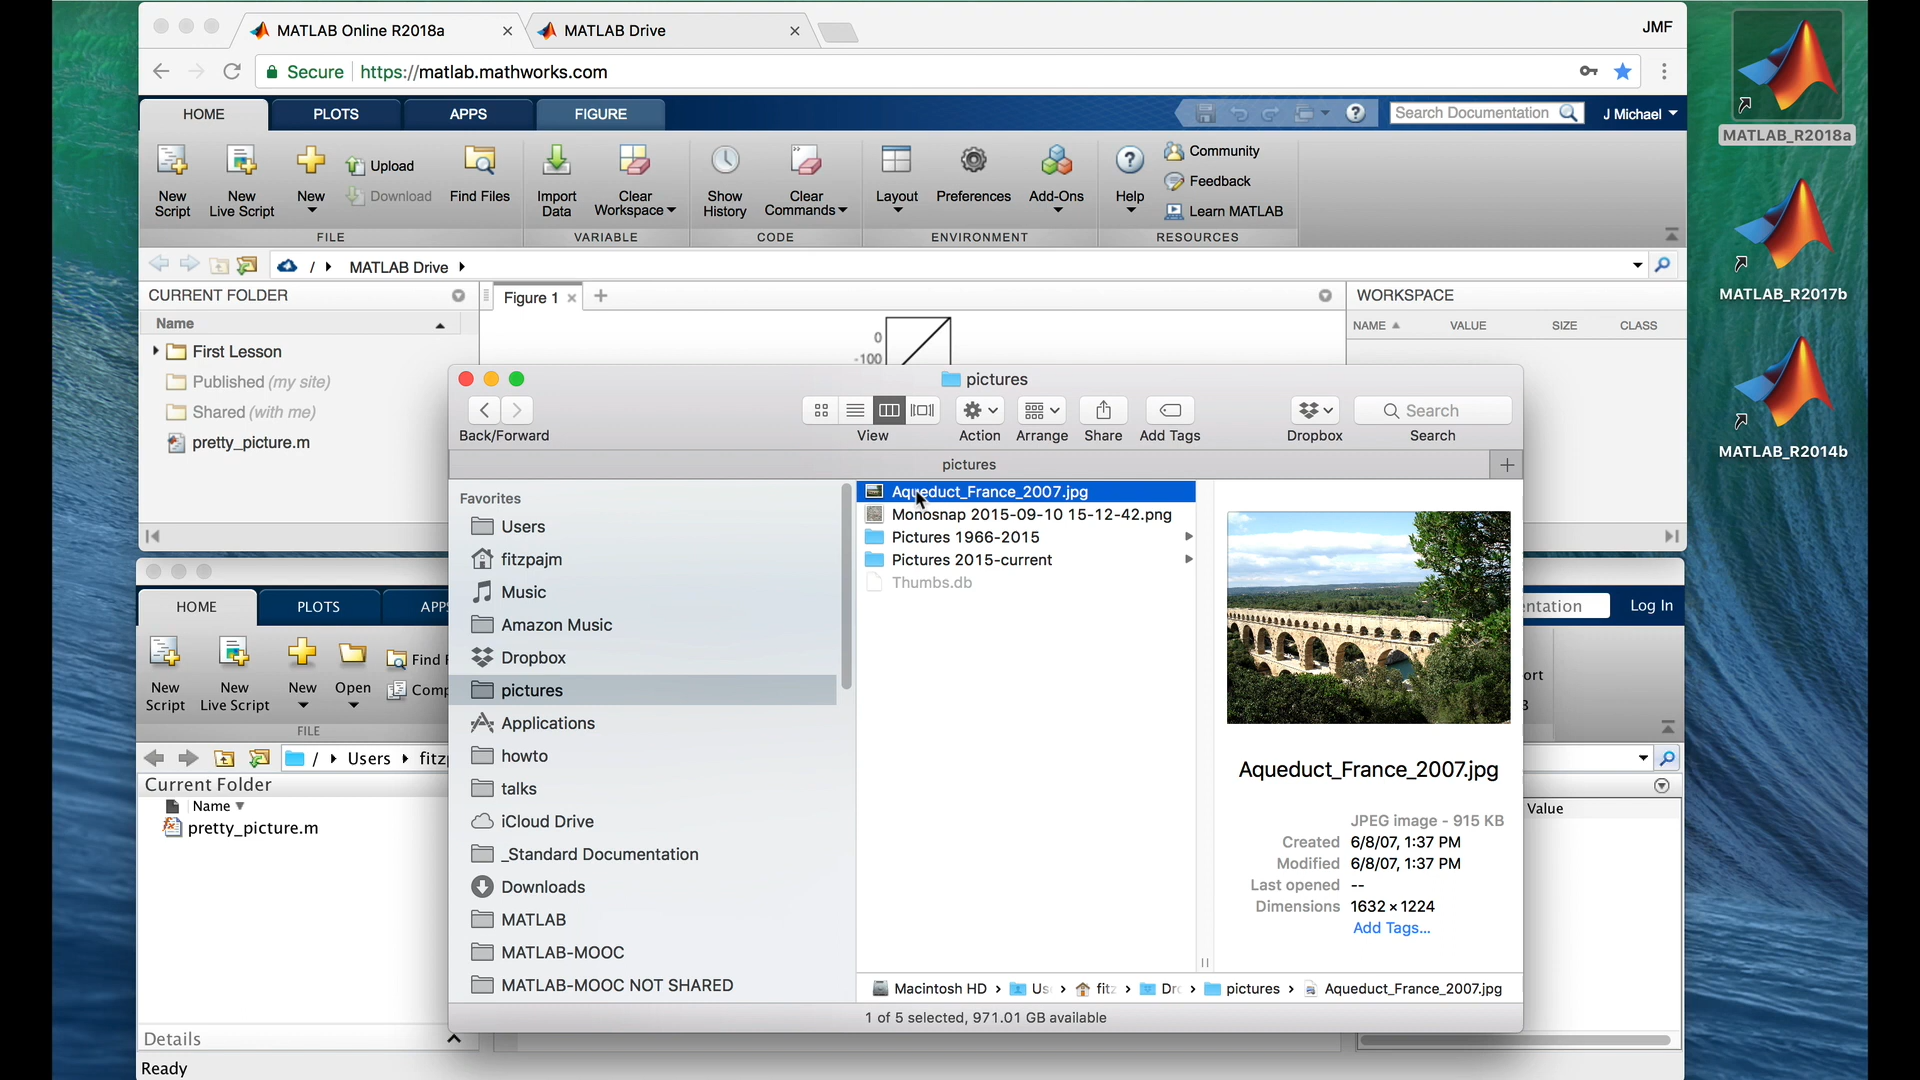 MATLAB Online R2018a
MATLAB Drive
JMF
Secure
https://matlab.mathworks.com
HOME
PLOTS
APPS
FIGURE
Search Documentation
J Michael
New Script
New Live Script
New
Upload
Download
Find Files
FILE
Import Data
Clear Workspace
VARIABLE
Show History
Clear Commands
CODE
Layout
Preferences
Add-Ons
ENVIRONMENT
Help
Community
Feedback
Learn MATLAB
RESOURCES
/ MATLAB Drive
CURRENT FOLDER
Name
First Lesson
Published (my site)
Shared (with me)
pretty_picture.m
Figure 1
0
-100
WORKSPACE
NAME VALUE SIZE CLASS
MATLAB_R2018a
MATLAB_R2017b
MATLAB_R2014b
pictures
Back/Forward
View
Action
Arrange
Share
Add Tags
Dropbox
Search
Search
pictures
Favorites
Users
fitzpajm
Music
Amazon Music
Dropbox
pictures
Applications
howto
talks
iCloud Drive
_Standard Documentation
Downloads
MATLAB
MATLAB-MOOC
MATLAB-MOOC NOT SHARED
Aqueduct_France_2007.jpg
Monosnap 2015-09-10 15-12-42.png
Pictures 1966-2015
Pictures 2015-current
Thumbs.db
Aqueduct_France_2007.jpg
JPEG image - 915 KB
Created 6/8/07, 1:37 PM
Modified 6/8/07, 1:37 PM
Last opened --
Dimensions 1632 × 1224
Add Tags...
Macintosh HD › Us › fitz › Dr › pictures › Aqueduct_France_2007.jpg
1 of 5 selected, 971.01 GB available
HOME
PLOTS
APPS
entation
Log In
New Script
New Live Script
New
Open
Find F
Comp
FILE
ort
/ Users fitz
Current Folder
Name
pretty_picture.m
Value
Details
Ready